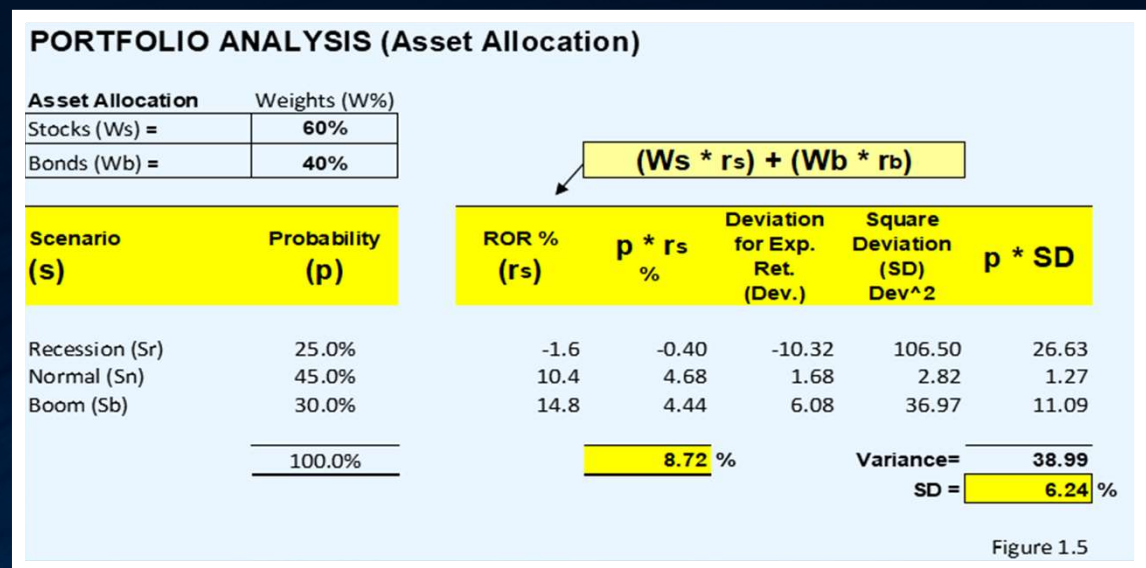 PORTFOLIO ANALYSIS (Asset Allocation)
Asset Allocation Weights (W%)
Stocks (Ws) = 60%
Bonds (Wb) = 40%
(Ws * rs) + (Wb * rb)
Scenario (s)
Probability (p)
ROR % (rs)
p * rs %
Deviation for Exp. Ret. (Dev.)
Square Deviation (SD) Dev^2
p * SD
Recession (Sr) 25.0% -1.6 -0.40 -10.32 106.50 26.63
Normal (Sn) 45.0% 10.4 4.68 1.68 2.82 1.27
Boom (Sb) 30.0% 14.8 4.44 6.08 36.97 11.09
100.0% 8.72 % Variance= 38.99
SD = 6.24 %
Figure 1.5